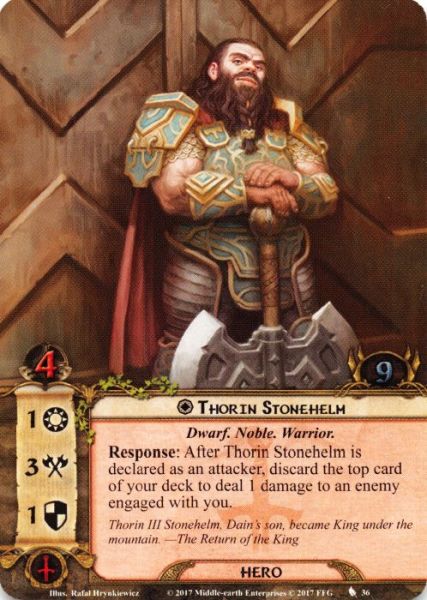 4
9
Thorin Stonehelm
Dwarf. Noble. Warrior.
1
3
1
Response: After Thorin Stonehelm is
declared as an attacker, discard the top card
of your deck to deal 1 damage to an enemy
engaged with you.
Thorin III Stonehelm, Dain's son, became King under the
mountain. —The Return of the King
HERO
Illus. Rafał Hrynkiewicz
© 2017 Middle-earth Enterprises © 2017 FFG
36